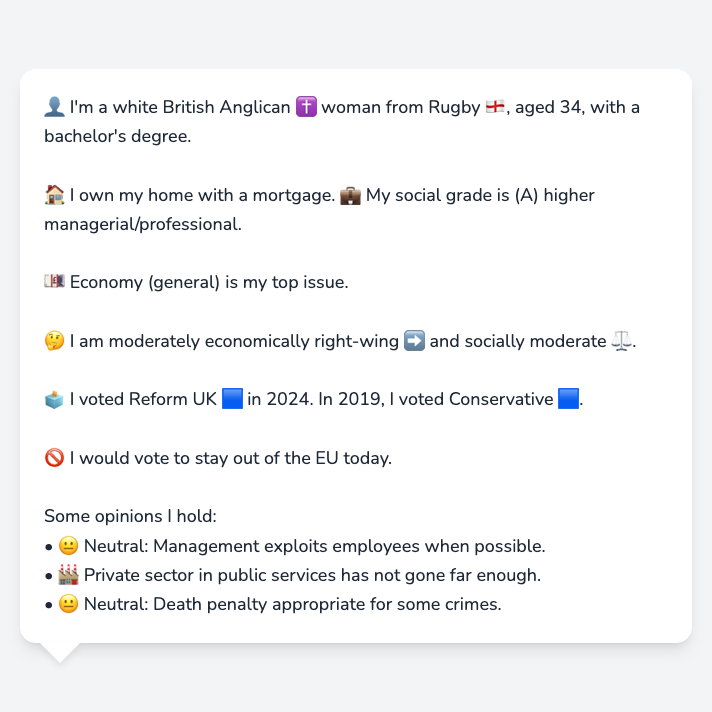 👤 I'm a white British Anglican ✝️ woman from Rugby 🏴󠁧󠁢󠁥󠁮󠁧󠁿, aged 34, with a
bachelor's degree.
🏠 I own my home with a mortgage. 💼 My social grade is (A) higher
managerial/professional.
💷 Economy (general) is my top issue.
🤔 I am moderately economically right-wing ➡️ and socially moderate ⚖️.
🗳️ I voted Reform UK 🟦 in 2024. In 2019, I voted Conservative 🟦.
🚫 I would vote to stay out of the EU today.
Some opinions I hold:
• 😐 Neutral: Management exploits employees when possible.
• 🏭 Private sector in public services has not gone far enough.
• 😐 Neutral: Death penalty appropriate for some crimes.